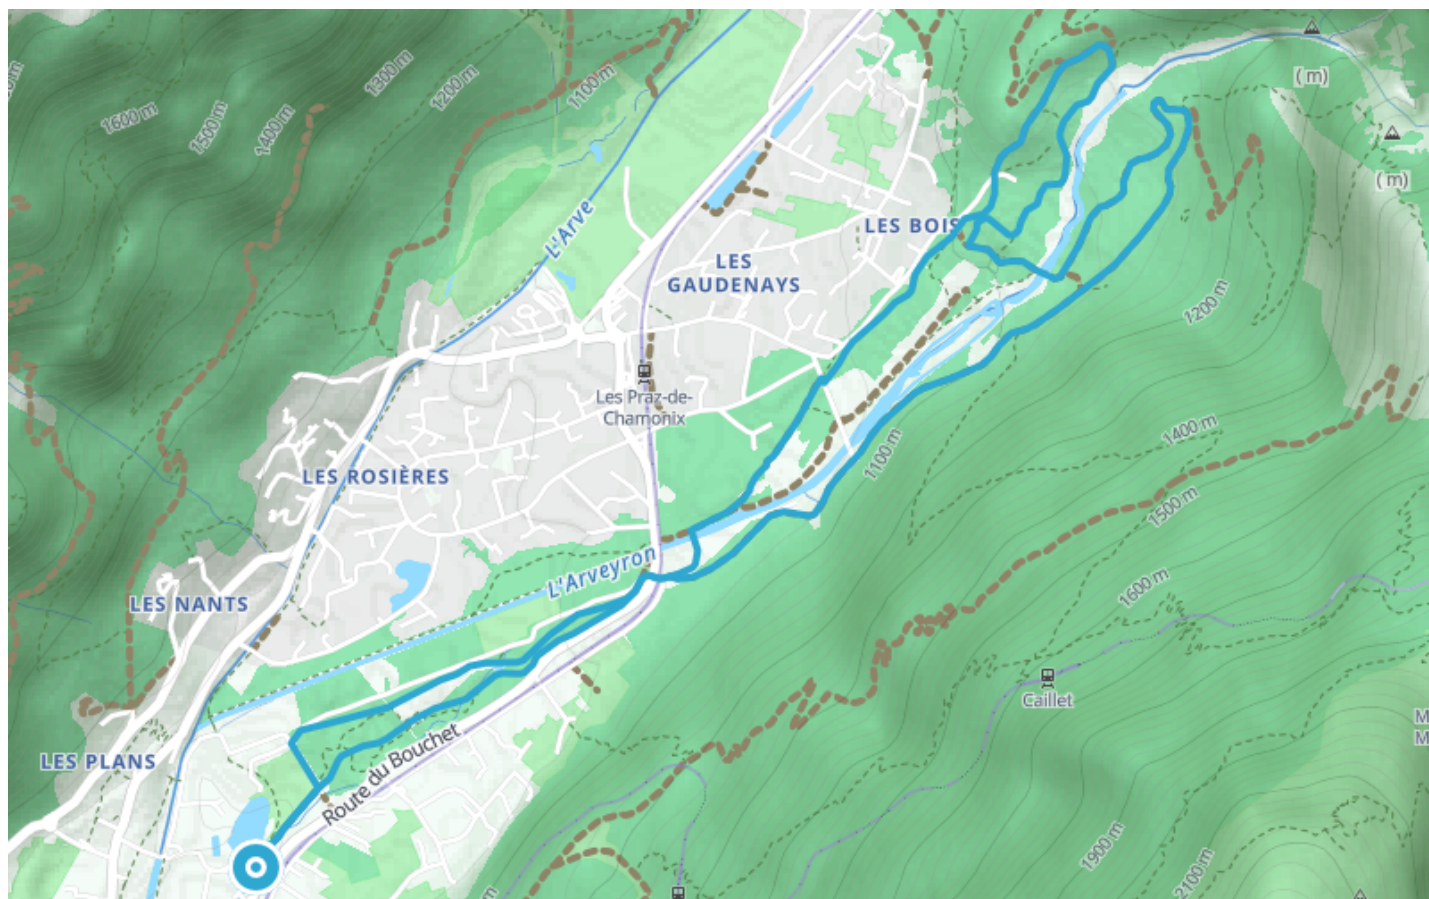 1300 m
1200 m
1100 m
1600 m
1500 m
1400 m
( m)
( m)
L'Arve
LES BOIS
LES
GAUDENAYS
1200 m
Les Praz-de-
Chamonix
1400 m
1100 m
LES ROSIÈRES
1500 m
L'Arveyron
1600 m
LES NANTS
Caillet
M
M
LES PLANS
Route du Bouchet
1900 m
2100 m
m